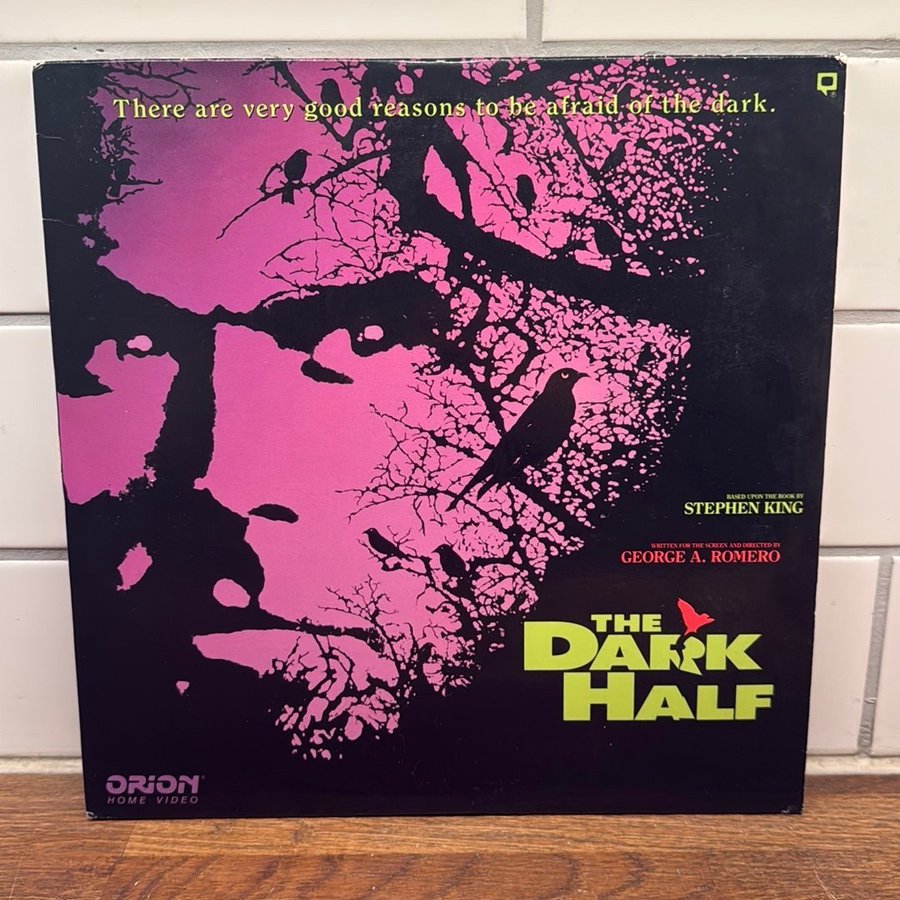 There are very good reasons to be afraid of the dark.
BASED UPON THE BOOK BY
STEPHEN KING
WRITTEN FOR THE SCREEN AND DIRECTED BY
GEORGE A. ROMERO
THE
DARK
HALF
ORION®
HOME VIDEO